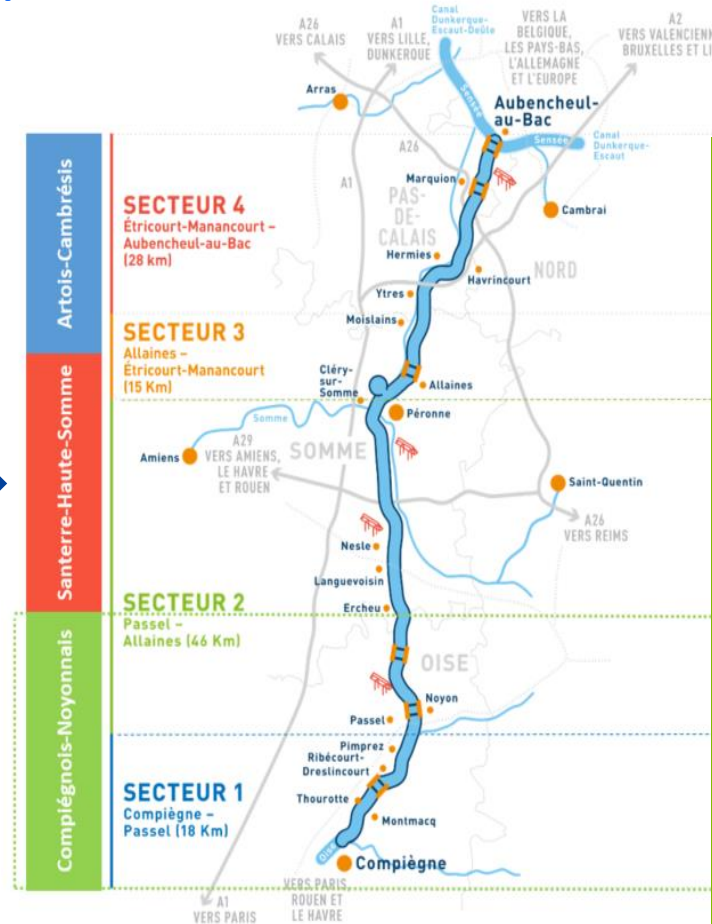 A26
VERS CALAIS
A1
VERS LILLE,
DUNKERQUE
Canal
Dunkerque-
Escaut-Deûle
VERS LA
BELGIQUE,
LES PAYS-BAS,
L'ALLEMAGNE
ET L'EUROPE
A2
VERS VALENCIENN
BRUXELLES ET LI
Arras
Sensée
Aubencheul-
au-Bac
Sensée
Canal
Dunkerque-
Escaut
A26
A1
Marquion
PAS-
DE-
CALAIS
Cambrai
Artois-Cambrésis
SECTEUR 4
Étricourt-Manancourt –
Aubencheul-au-Bac
(28 km)
Hermies
NORD
Havrincourt
Ytres
Moislains
SECTEUR 3
Allaines –
Étricourt-Manancourt
(15 Km)
Cléry-
sur-
Somme
Allaines
Péronne
Santerre-Haute-Somme
Somme
Amiens
A29
VERS AMIENS,
LE HAVRE
ET ROUEN
SOMME
Saint-Quentin
A26
VERS REIMS
Nesle
Languevoisin
Ercheu
SECTEUR 2
Passel –
Allaines (46 Km)
OISE
Noyon
Passel
Compiégnois-Noyonnais
Pimprez
Ribécourt-
Dreslincourt
SECTEUR 1
Compiègne –
Passel (18 Km)
Thourotte
Montmacq
Oise
Compiègne
VERS PARIS
ROUEN ET
LE HAVRE
A1
VERS PARIS